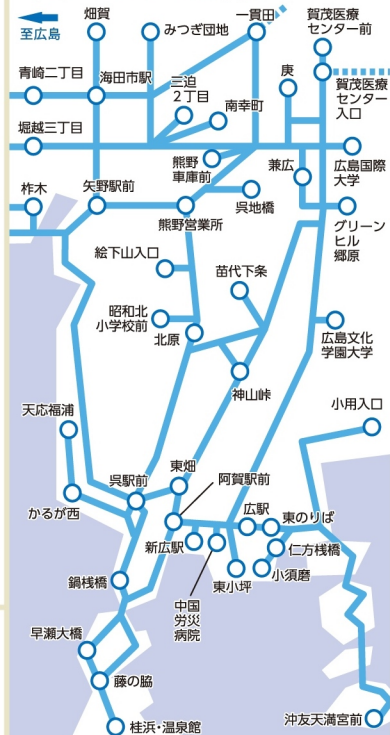 至広島
畑賀
みつぎ団地
一貫田
賀茂医療
センター前
青崎二丁目
海田市駅
三迫
2丁目
庚
賀茂医療
センター
入口
堀越三丁目
南幸町
熊野
車庫前
兼広
広島国際
大学
柞木
矢野駅前
呉地橋
熊野営業所
グリーン
ヒル
郷原
絵下山入口
苗代下条
昭和北
小学校前
北原
広島文化
学園大学
神山峠
小用入口
天応福浦
呉駅前
東畑
阿賀駅前
かるが西
広駅
東のりば
新広駅
仁方桟橋
鍋桟橋
東小坪
小須磨
中国
労災
病院
早瀬大橋
藤の脇
桂浜・温泉館
沖友天満宮前